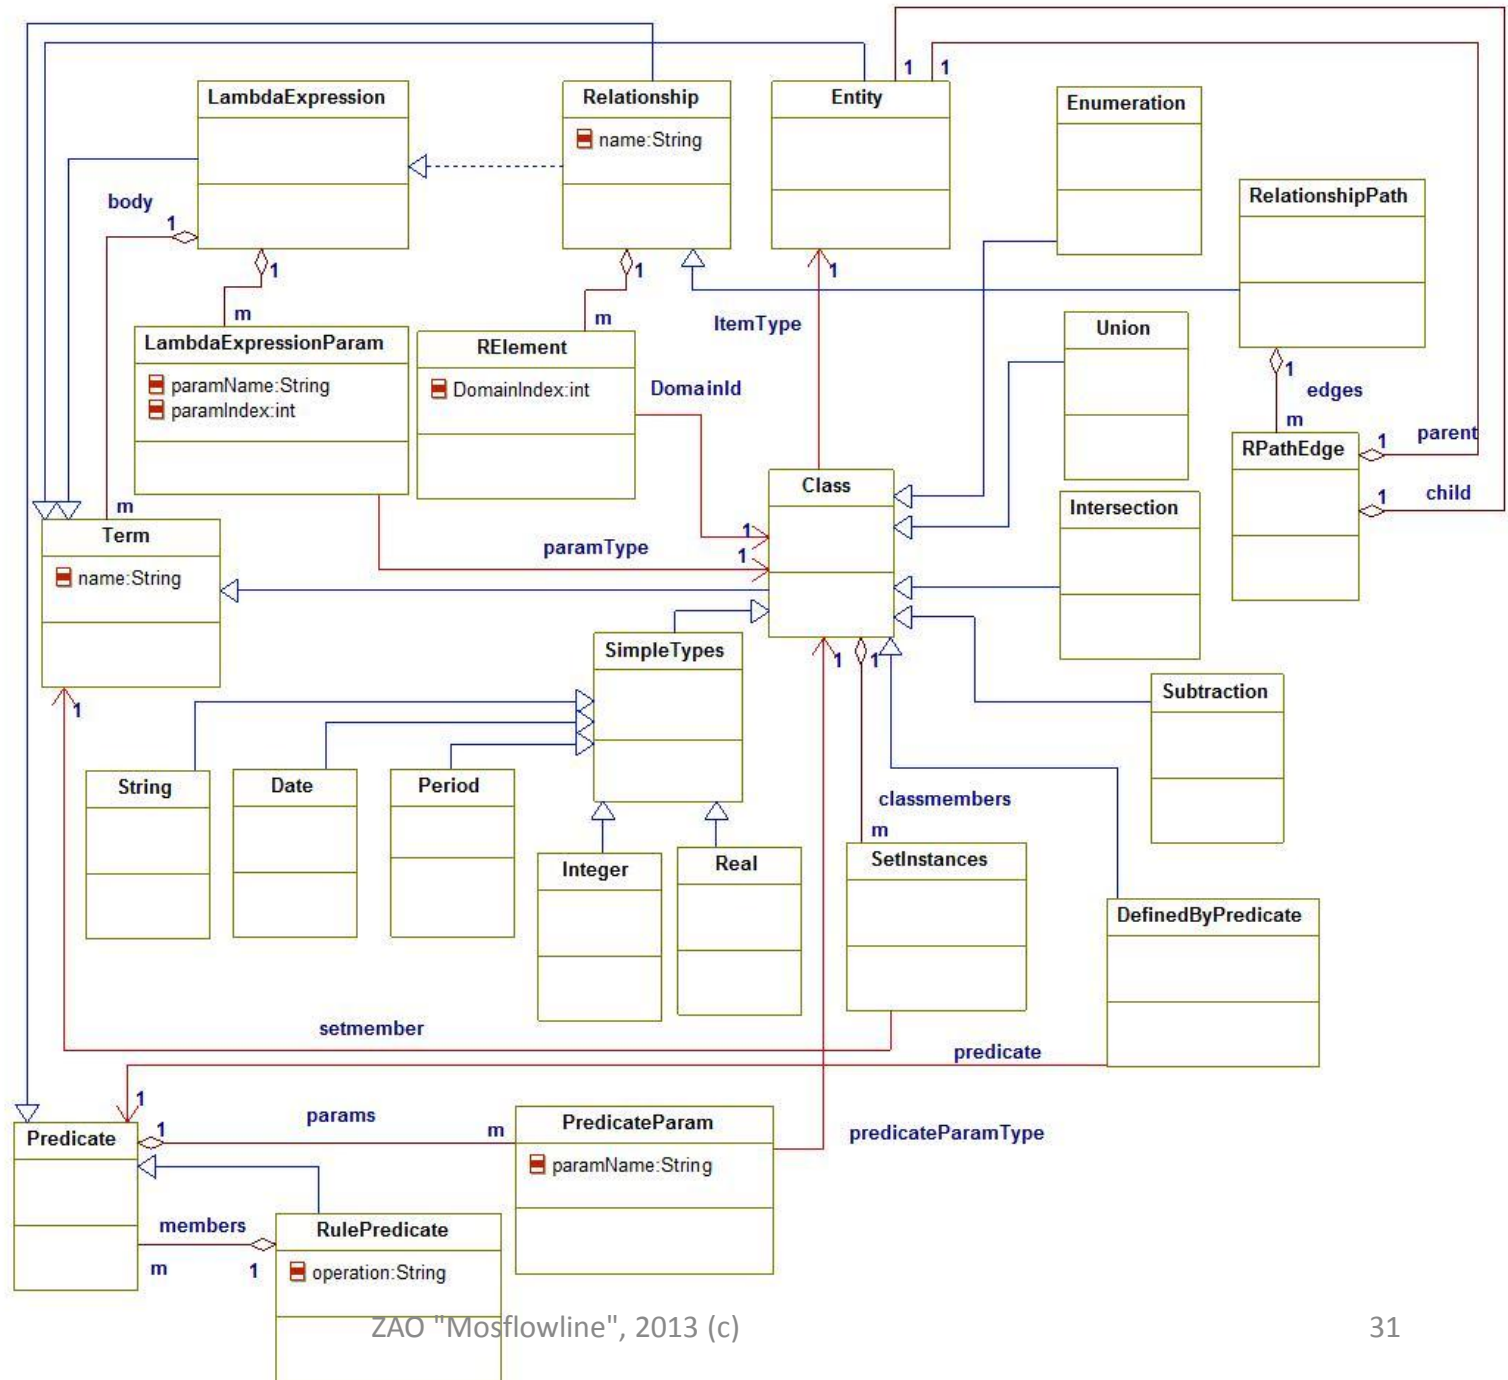 1
1
LambdaExpression
Relationship
name:String
Entity
Enumeration
RelationshipPath
body
1
1
m
LambdaExpressionParam
paramName:String
paramIndex:int
1
m
RElement
DomainIndex:int
1
ItemType
DomainId
Union
1
edges
m
RPathEdge
1
parent
1
child
Class
Intersection
m
Term
name:String
paramType
1
1
SimpleTypes
1
1
1
Subtraction
String
Date
Period
classmembers
m
SetInstances
Integer
Real
DefinedByPredicate
setmember
predicate
1
Predicate
1
params
m
PredicateParam
paramName:String
predicateParamType
members
m
1
RulePredicate
operation:String
ZAO "Mosflowline", 2013 (c)
31